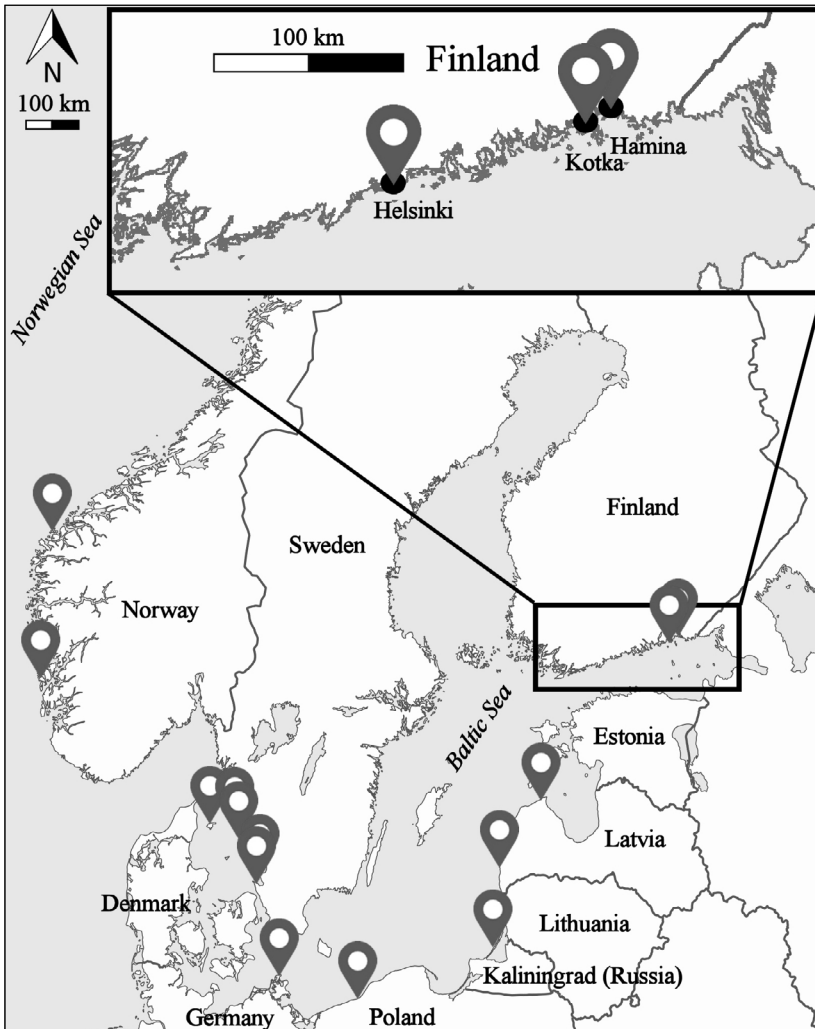 N
100 km
100 km
Finland
Helsinki
Kotka
Hamina
Norwegian Sea
Finland
Sweden
Norway
Baltic Sea
Estonia
Latvia
Denmark
Lithuania
Kaliningrad (Russia)
Germany
Poland